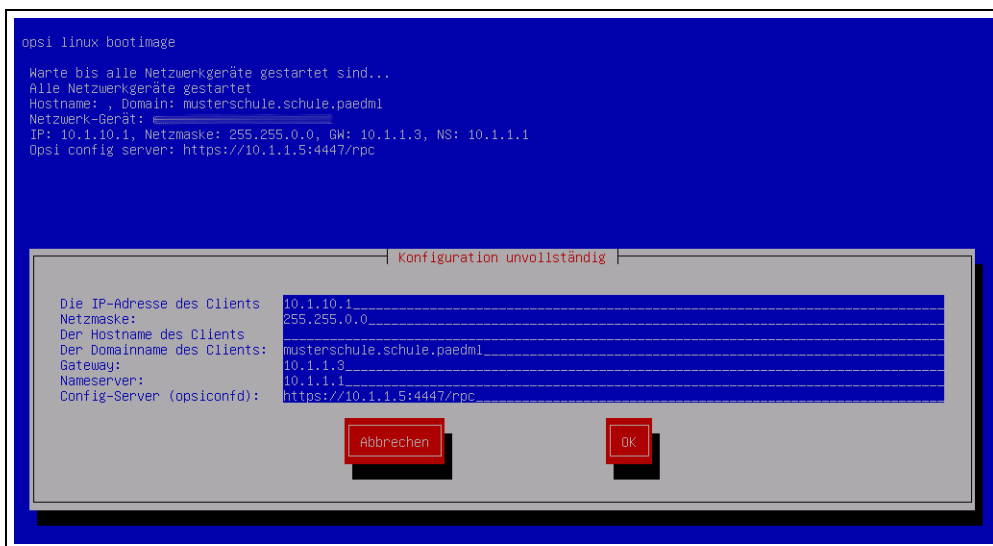 opsi linux bootimage
Warte bis alle Netzwerkgeräte gestartet sind...
Alle Netzwerkgeräte gestartet
Hostname: , Domain: musterschule.schule.paedml
Netzwerk-Gerät:
IP: 10.1.10.1, Netzmaske: 255.255.0.0, GW: 10.1.1.3, NS: 10.1.1.1
Opsi config server: https://10.1.1.5:4447/rpc
Konfiguration unvollständig
Die IP-Adresse des Clients 10.1.10.1
Netzmaske: 255.255.0.0
Der Hostname des Clients
Der Domainname des Clients: musterschule.schule.paedml
Gateway: 10.1.1.3
Nameserver: 10.1.1.1
Config-Server (opsiconfd): https://10.1.1.5:4447/rpc
Abbrechen OK